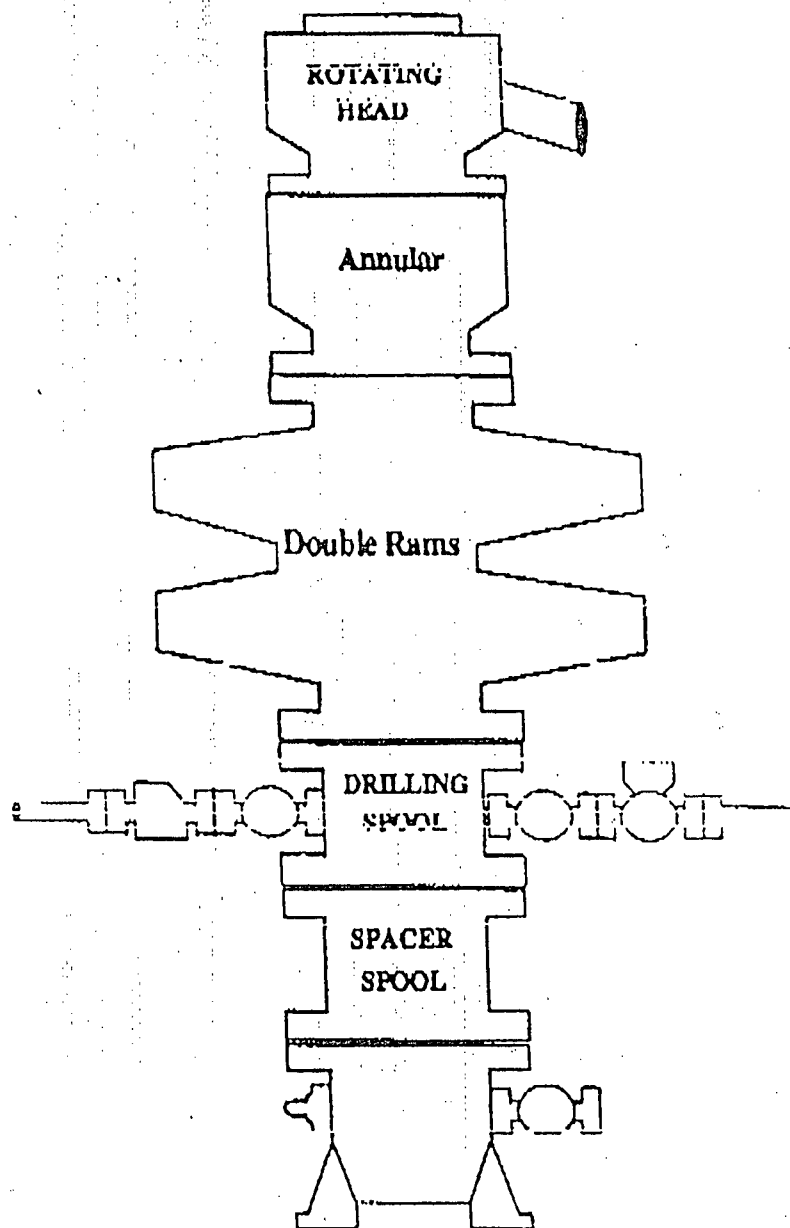 ROTATING
HEAD
Annular
Double Rams
DRILLING
SPOOL
SPACER
SPOOL